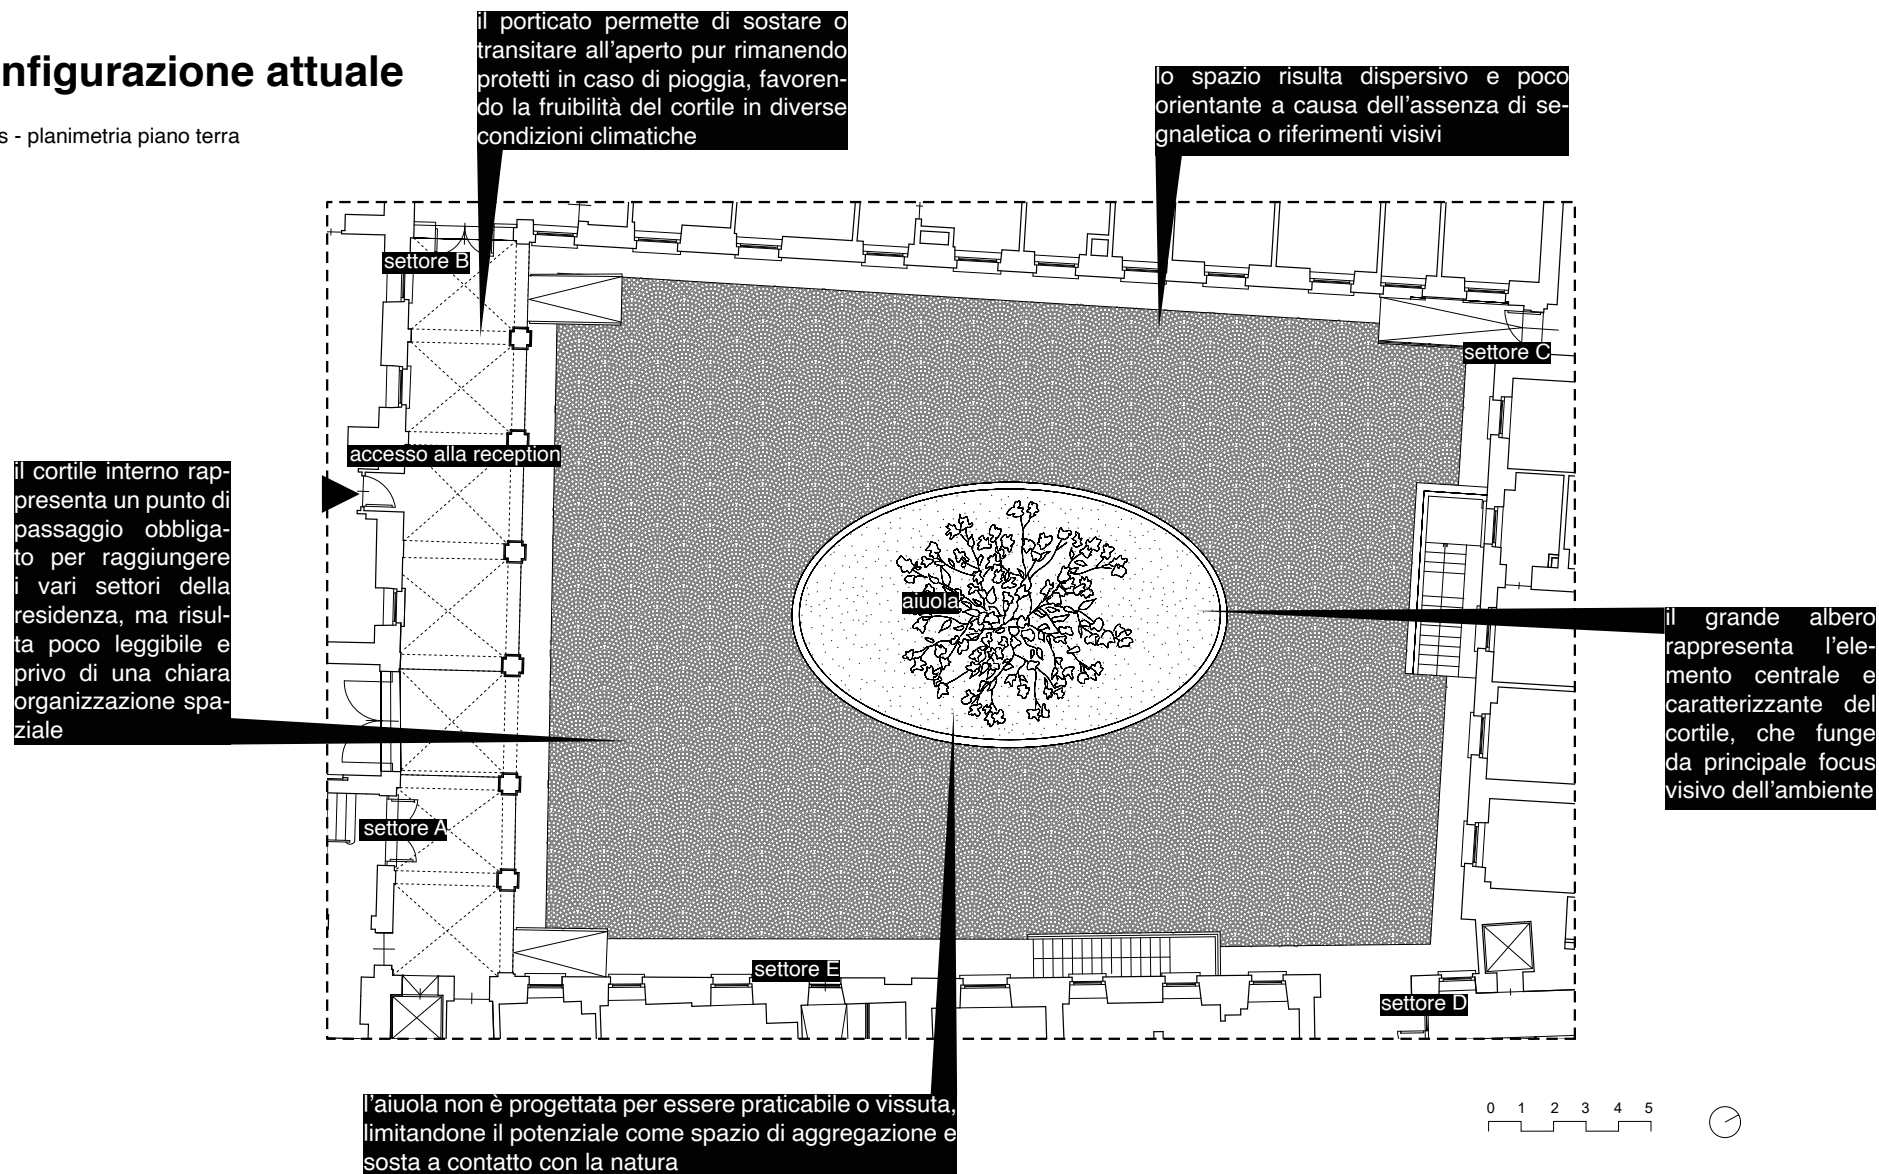 nfigurazione attuale
s - planimetria piano terra
il porticato permette di sostare o
transitare all'aperto pur rimanendo
protetti in caso di pioggia, favoren-
do la fruibilità del cortile in diverse
condizioni climatiche
lo spazio risulta dispersivo e poco
orientante a causa dell'assenza di se-
gnaletica o riferimenti visivi
settore B
settore C
accesso alla reception
il cortile interno rap-
presenta un punto di
passaggio obbliga-
to per raggiungere
i vari settori della
residenza, ma risul-
ta poco leggibile e
privo di una chiara
organizzazione spa-
ziale
aiuola
il grande albero
rappresenta l'ele-
mento centrale e
caratterizzante del
cortile, che funge
da principale focus
visivo dell'ambiente
settore A
settore E
settore D
l'aiuola non è progettata per essere praticabile o vissuta,
limitandone il potenziale come spazio di aggregazione e
sosta a contatto con la natura
0 1 2 3 4 5